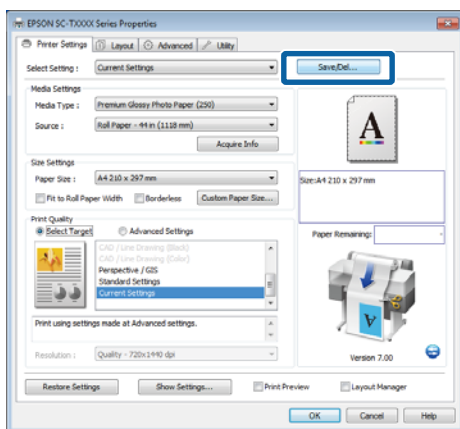 EPSON SC-TXXXX Series Properties
Printer Settings Layout Advanced Utility
Select Setting : Current Settings Save/Del...
Media Settings
Media Type : Premium Glossy Photo Paper (250)
Source : Roll Paper - 44 in (1118 mm)
Acquire Info
A
Size Settings
Paper Size : A4 210 x 297 mm
Size:A4 210 x 297 mm
Fit to Roll Paper Width Borderless Custom Paper Size...
Print Quality
Select Target Advanced Settings
Paper Remaining: -
CAD / Line Drawing (Black)
CAD / Line Drawing (Color)
Perspective / GIS
Standard Settings
Current Settings
Print using settings made at Advanced settings.
Resolution : Quality - 720x1440 dpi
Version 7.00
Restore Settings Show Settings... Print Preview Layout Manager
OK Cancel Help